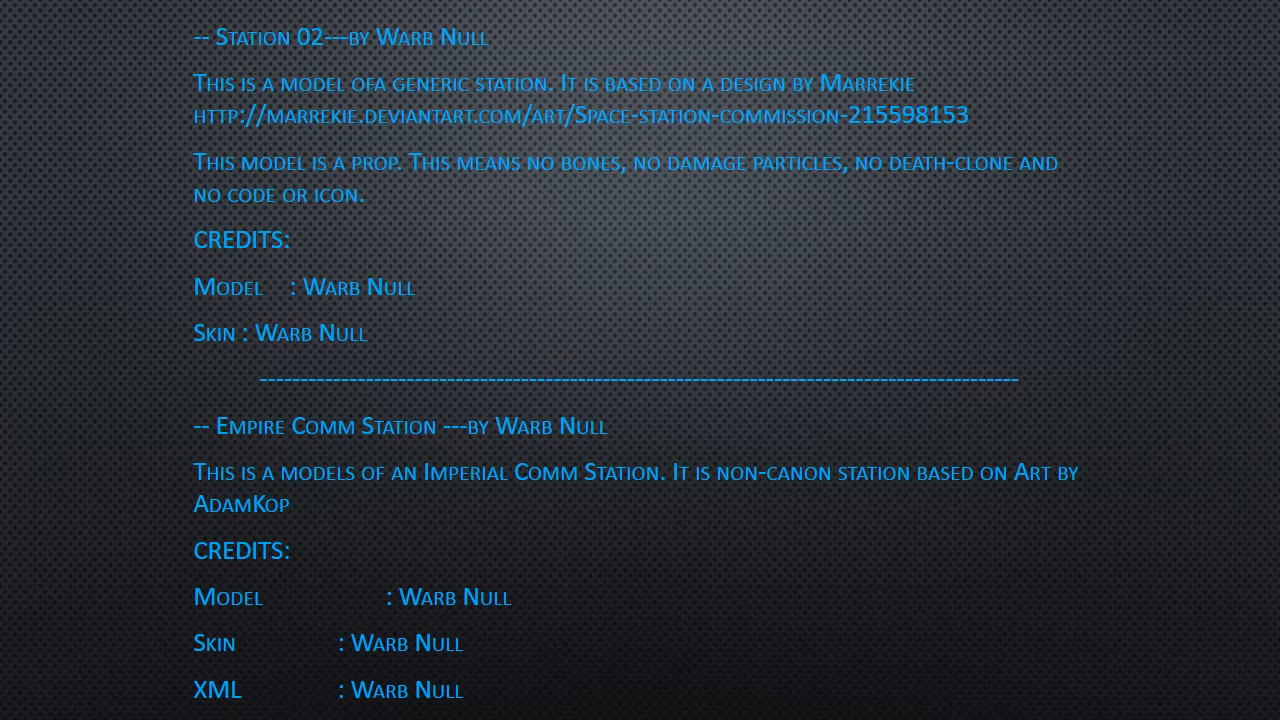 -- Station 02---by Warb Null
This is a model ofa generic station. It is based on a design by Marrekie
http://marrekie.deviantart.com/art/Space-station-commission-215598153
This model is a prop. This means no bones, no damage particles, no death-clone and
no code or icon.
CREDITS:
Model : Warb Null
Skin : Warb Null
---------------------------------------------------------------------------------------------
-- Empire Comm Station ---by Warb Null
This is a models of an Imperial Comm Station. It is non-canon station based on Art by
AdamKop
CREDITS:
Model : Warb Null
Skin : Warb Null
XML : Warb Null